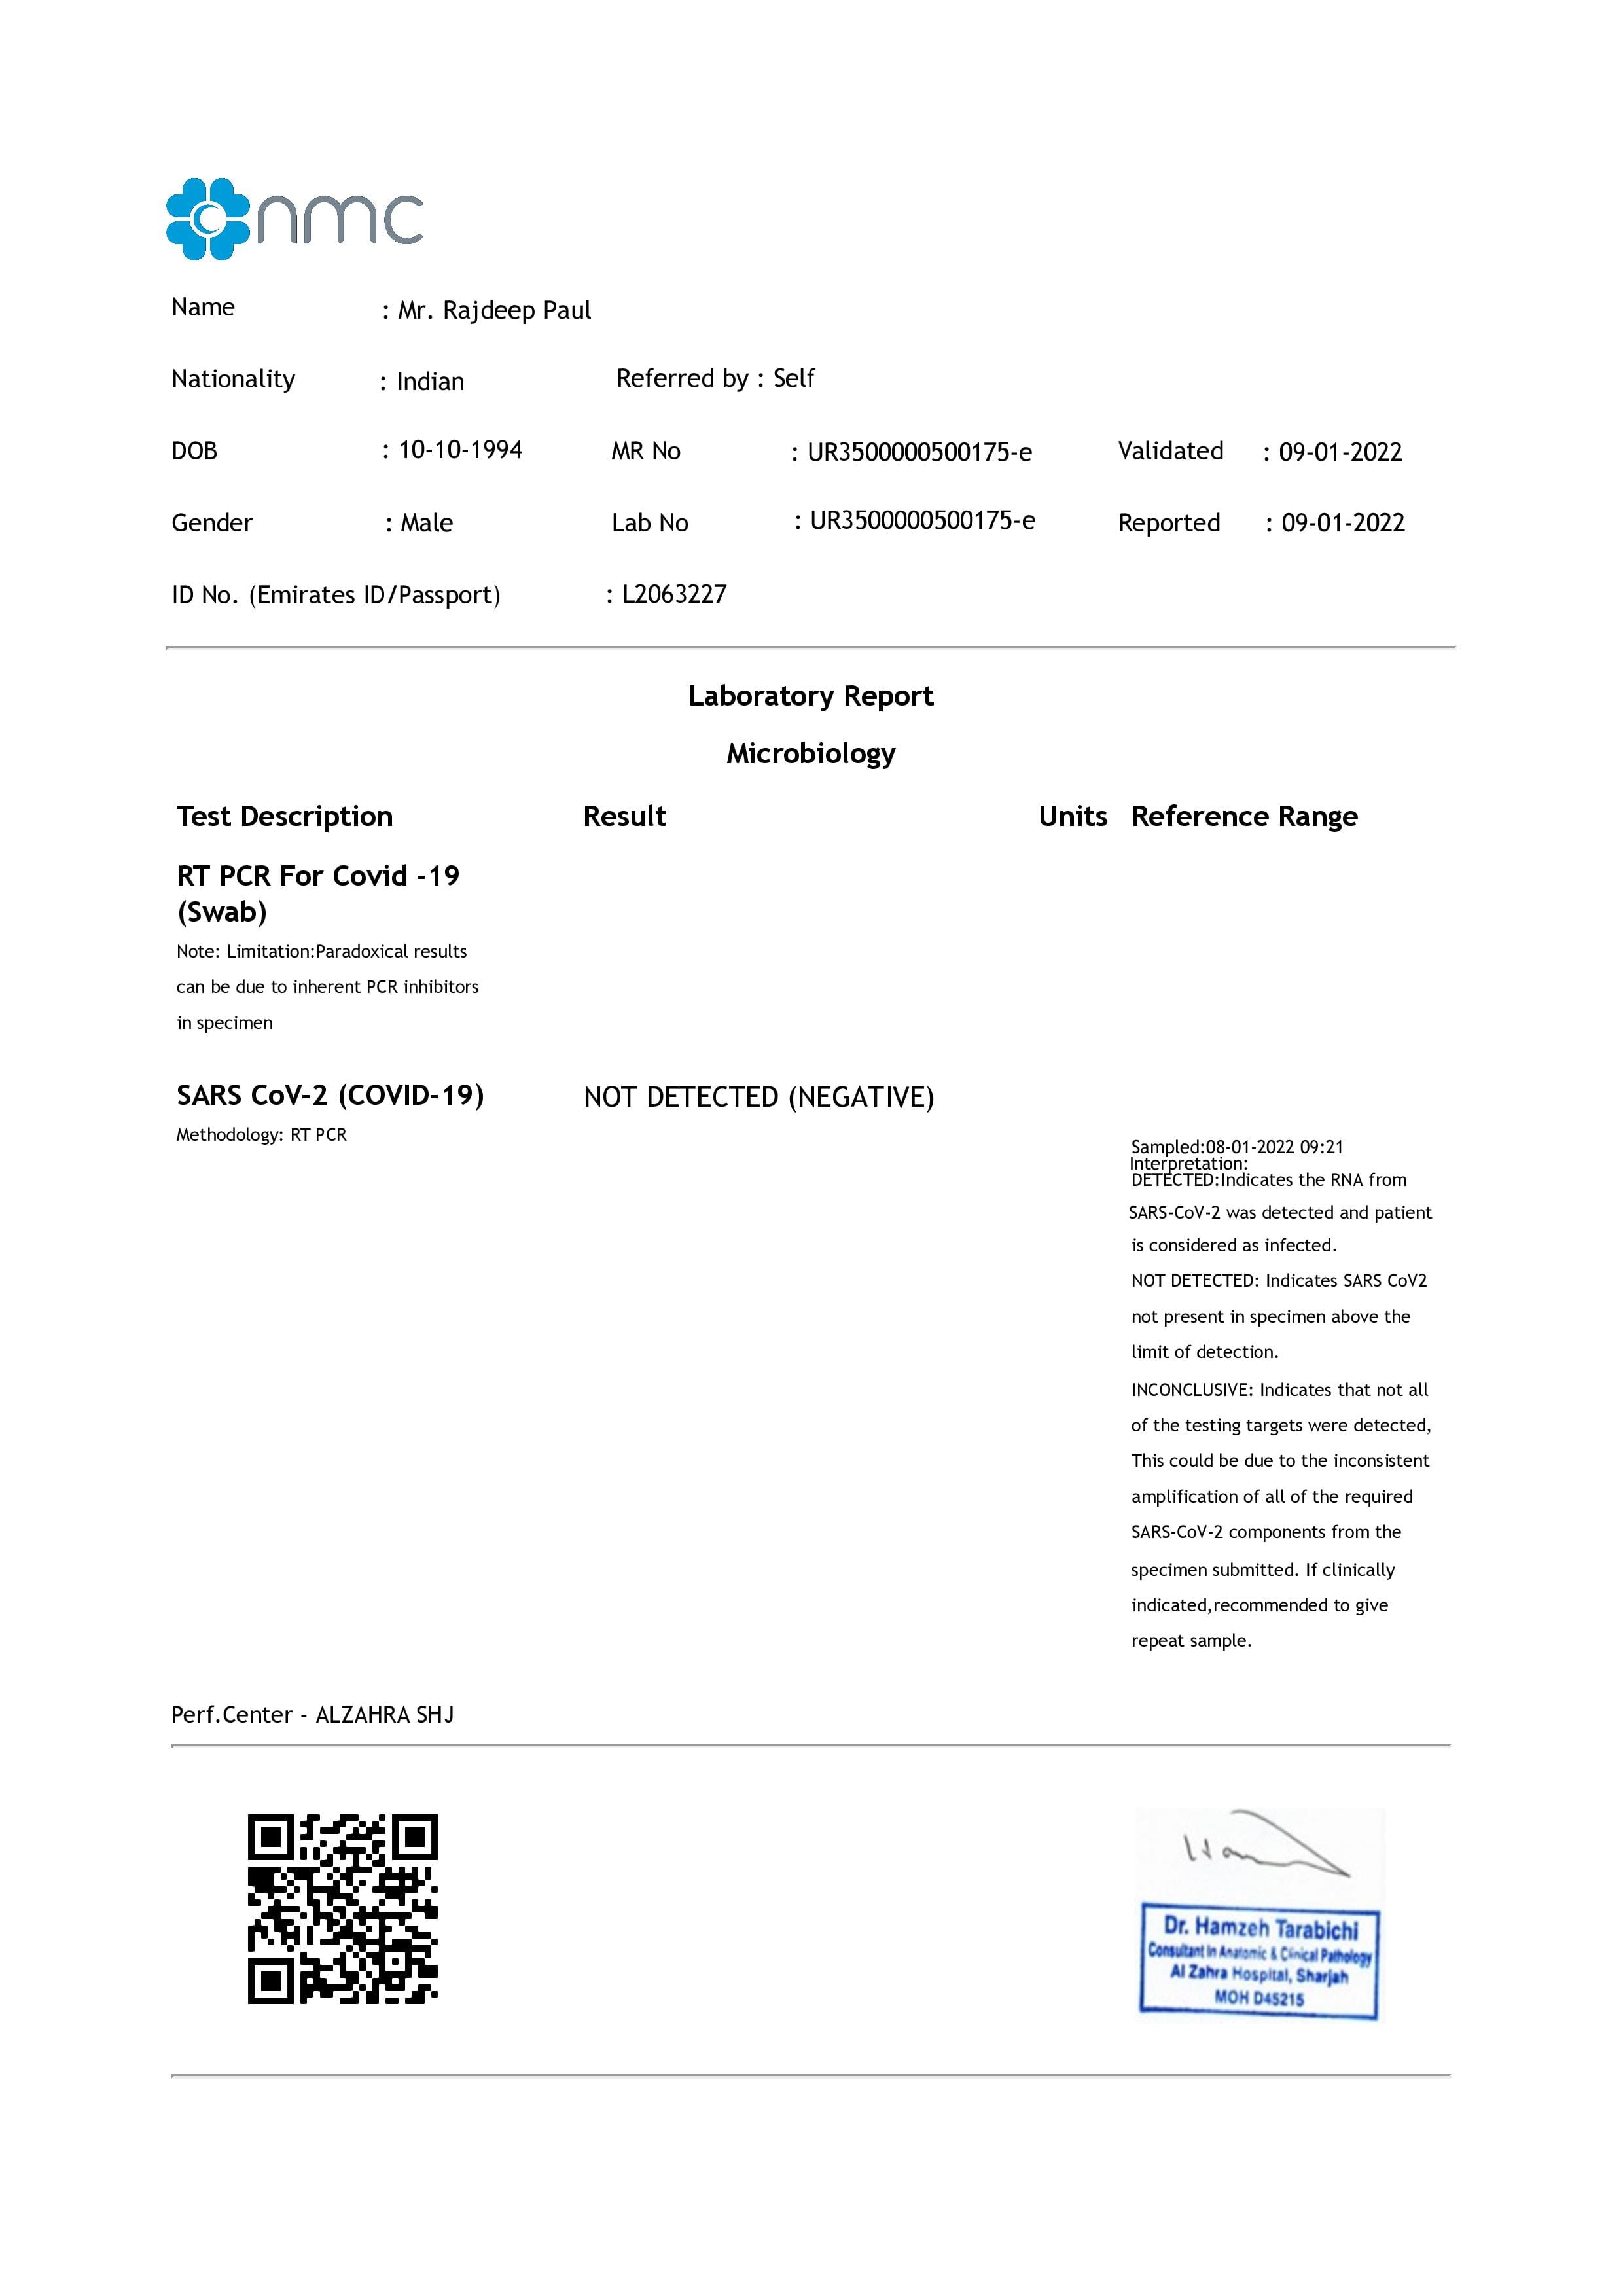 nmc
Name : Mr. Rajdeep Paul
Nationality : Indian Referred by : Self
DOB : 10-10-1994 MR No : UR3500000500175-e Validated : 09-01-2022
Gender : Male Lab No : UR3500000500175-e Reported : 09-01-2022
ID No. (Emirates ID/Passport) : L2063227
Laboratory Report
Microbiology
Test Description Result Units Reference Range
RT PCR For Covid -19
(Swab)
Note: Limitation:Paradoxical results
can be due to inherent PCR inhibitors
in specimen
SARS CoV-2 (COVID-19) NOT DETECTED (NEGATIVE)
Methodology: RT PCR
Sampled:08-01-2022 09:21
Interpretation:
DETECTED:Indicates the RNA from
SARS-CoV-2 was detected and patient
is considered as infected.
NOT DETECTED: Indicates SARS CoV2
not present in specimen above the
limit of detection.
INCONCLUSIVE: Indicates that not all
of the testing targets were detected,
This could be due to the inconsistent
amplification of all of the required
SARS-CoV-2 components from the
specimen submitted. If clinically
indicated,recommended to give
repeat sample.
Perf.Center - ALZAHRA SHJ
Dr. Hamzeh Tarabichi
Consultant In Anatomic & Clinical Pathology
Al Zahra Hospital, Sharjah
MOH D45215